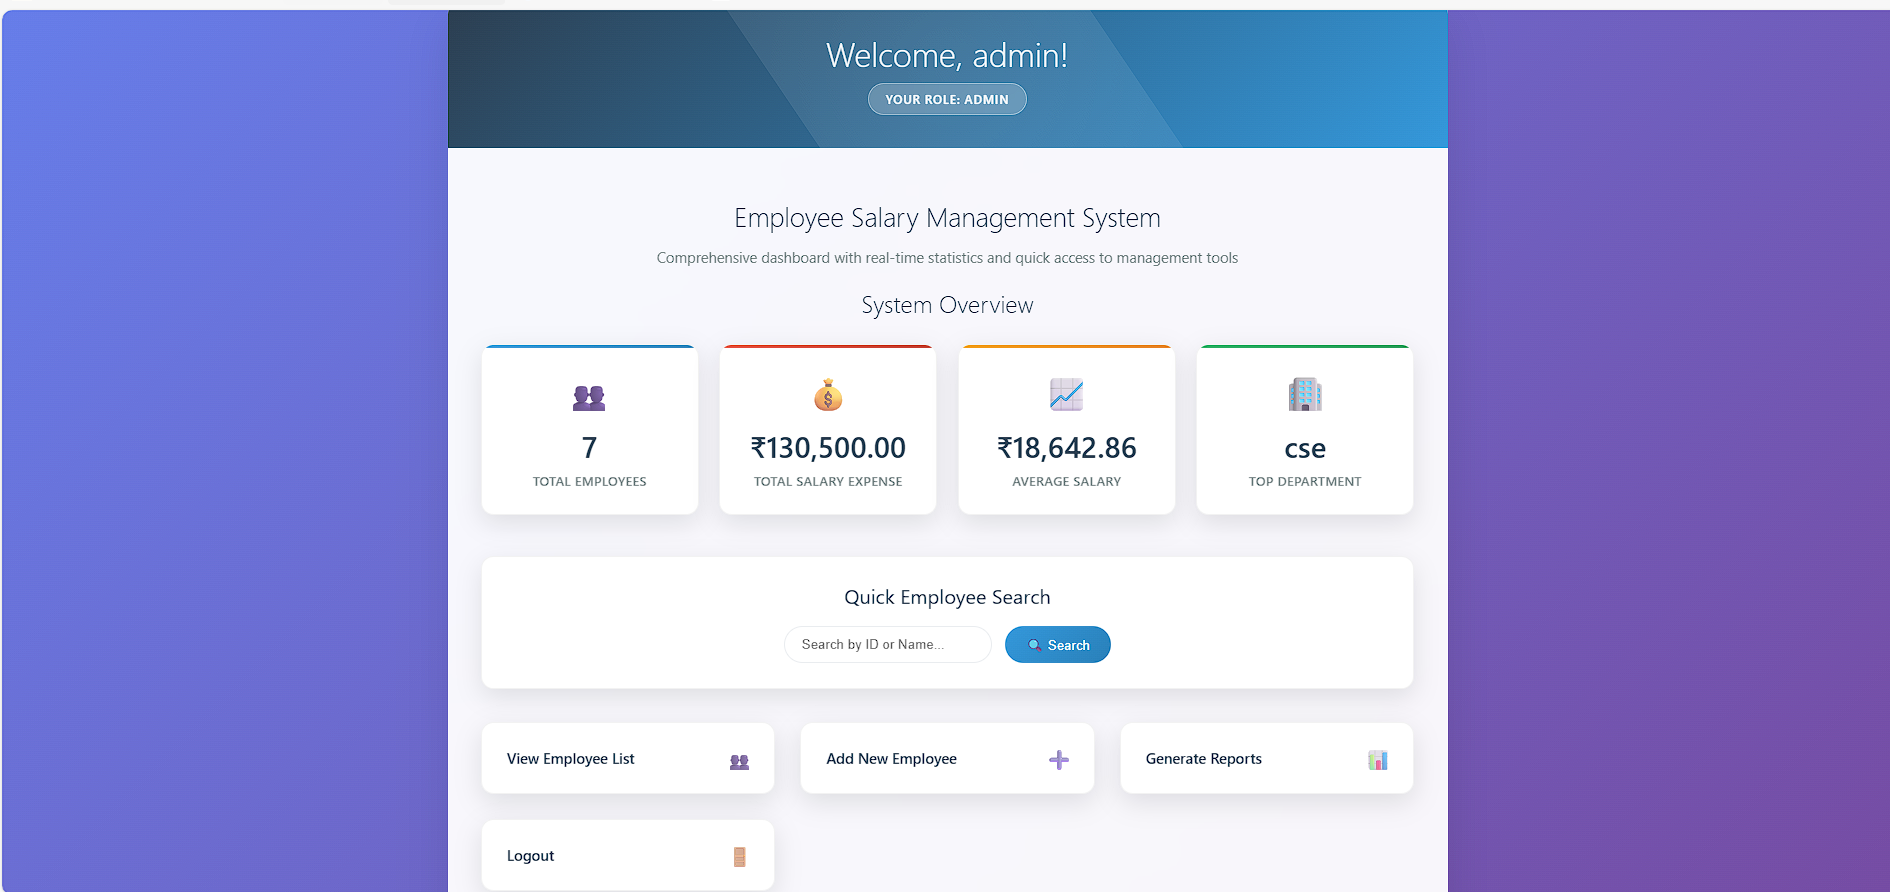 Welcome, admin!
YOUR ROLE: ADMIN
Employee Salary Management System
Comprehensive dashboard with real-time statistics and quick access to management tools
System Overview
7
TOTAL EMPLOYEES
₹130,500.00
TOTAL SALARY EXPENSE
₹18,642.86
AVERAGE SALARY
cse
TOP DEPARTMENT
Quick Employee Search
Search by ID or Name...
Search
View Employee List
Add New Employee
Generate Reports
Logout